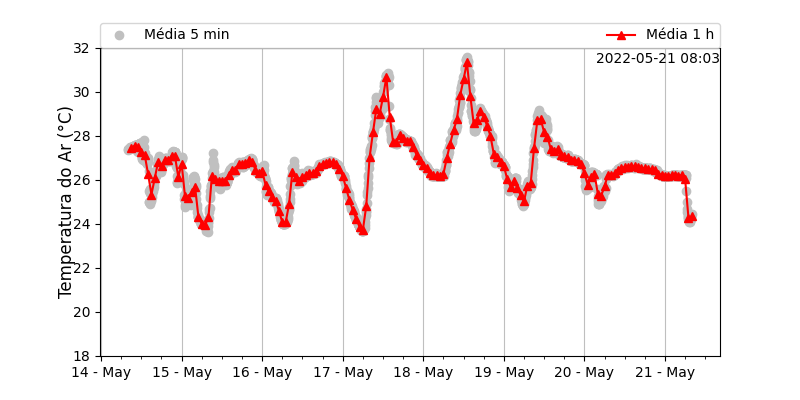 Média 5 min
Média 1 h
2022-05-21 08:03
Temperatura do Ar (°C)
32
30
28
26
24
22
20
18
14 - May
15 - May
16 - May
17 - May
18 - May
19 - May
20 - May
21 - May